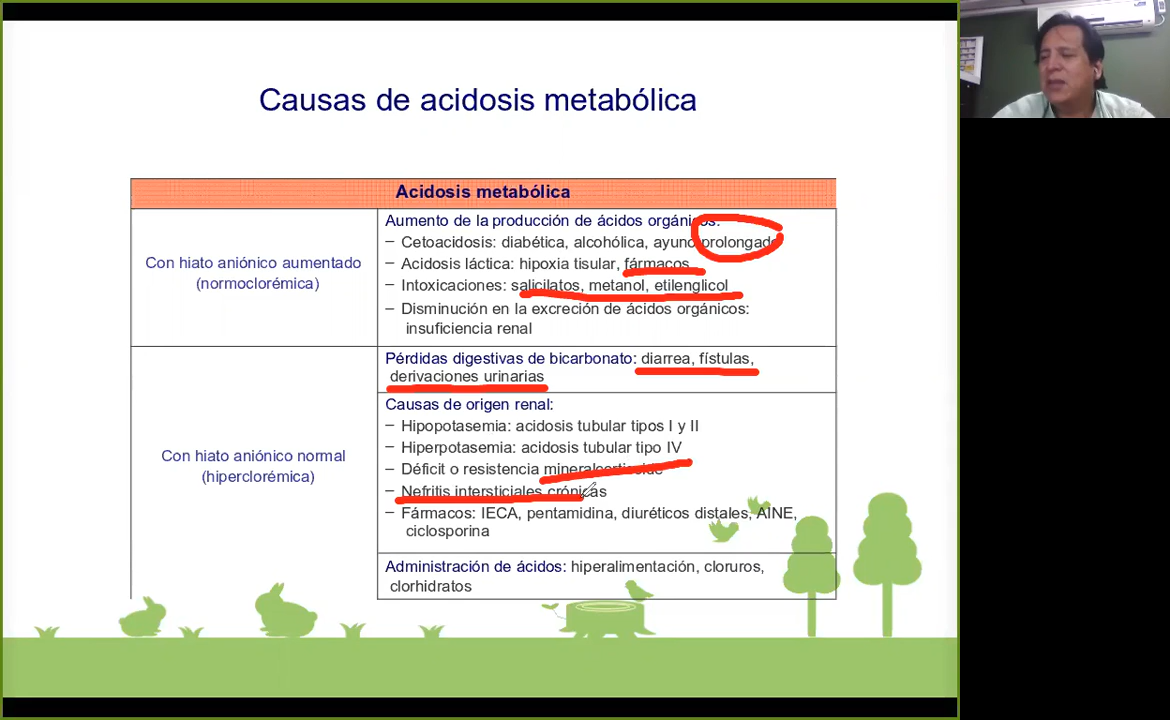 Causas de acidosis metabólica
Acidosis metabólica
Con hiato aniónico aumentado
(normoclorémica)
Aumento de la producción de ácidos orgánicos:
– Cetoacidosis: diabética, alcohólica, ayuno prolongado
– Acidosis láctica: hipoxia tisular, fármacos
– Intoxicaciones: salicilatos, metanol, etilenglicol
– Disminución en la excreción de ácidos orgánicos:
insuficiencia renal
Con hiato aniónico normal
(hiperclorémica)
Pérdidas digestivas de bicarbonato: diarrea, fístulas,
derivaciones urinarias
Causas de origen renal:
– Hipopotasemia: acidosis tubular tipos I y II
– Hiperpotasemia: acidosis tubular tipo IV
– Déficit o resistencia mineralcorticoide
– Nefritis intersticiales crónicas
– Fármacos: IECA, pentamidina, diuréticos distales, AINE,
ciclosporina
Administración de ácidos: hiperalimentación, cloruros,
clorhidratos